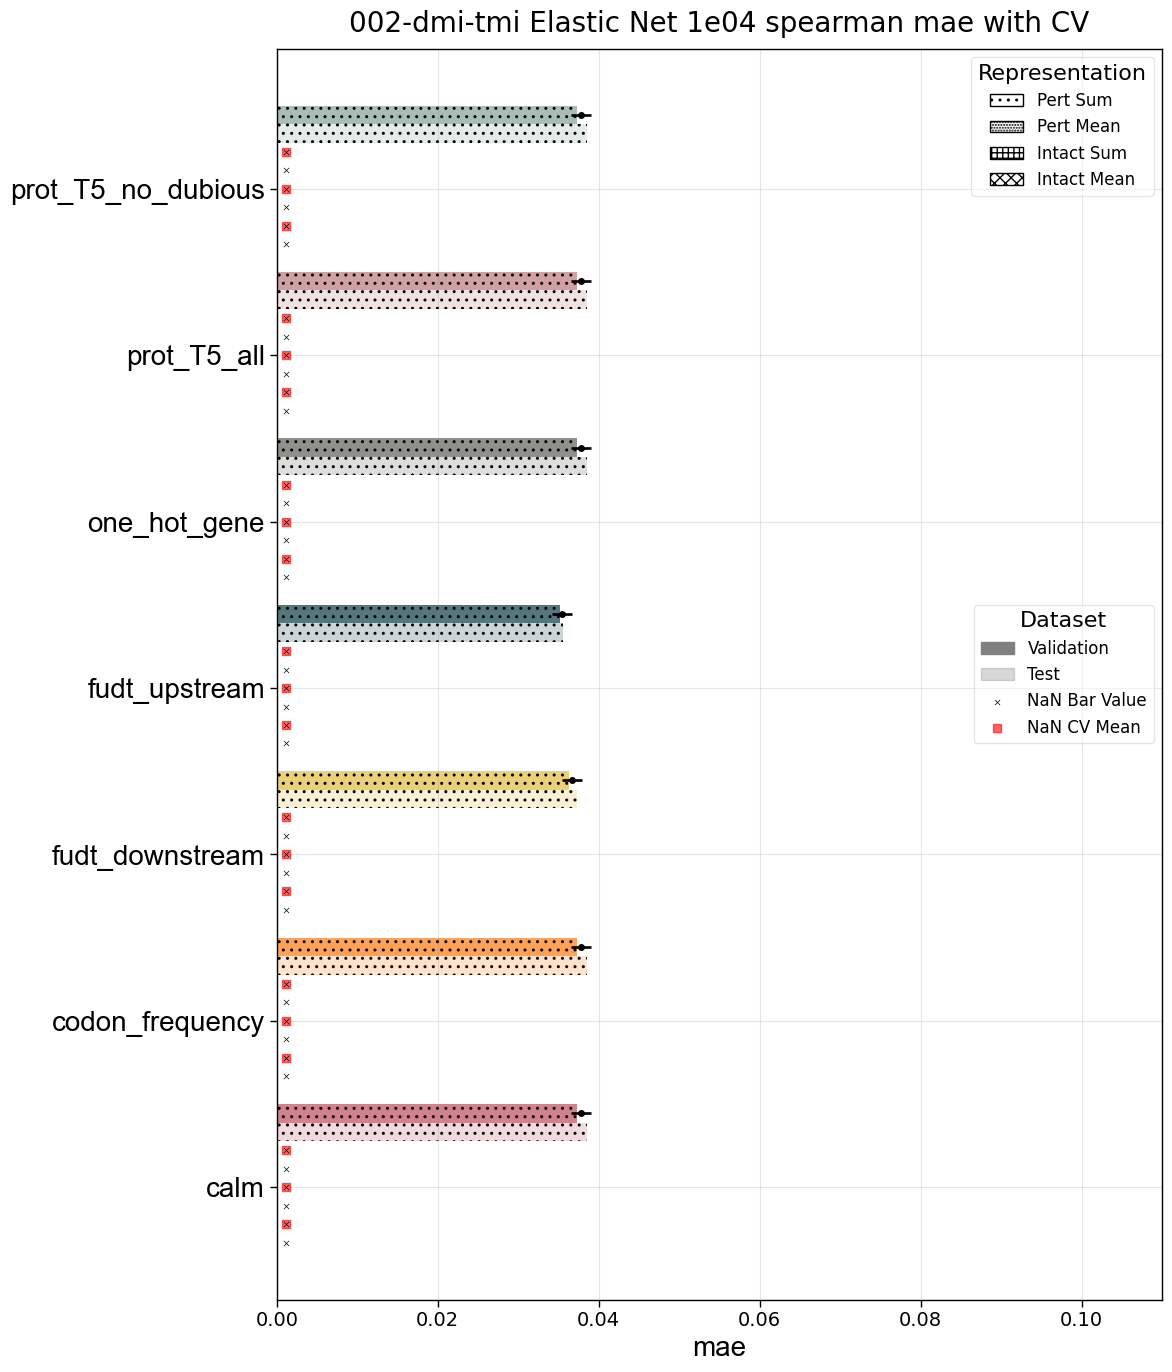 002-dmi-tmi Elastic Net 1e04 spearman mae with CV
Representation
Pert Sum
Pert Mean
Intact Sum
Intact Mean
prot_T5_no_dubious
prot_T5_all
one_hot_gene
fudt_upstream
fudt_downstream
codon_frequency
calm
Dataset
Validation
Test
NaN Bar Value
NaN CV Mean
0.00 0.02 0.04 0.06 0.08 0.10
mae